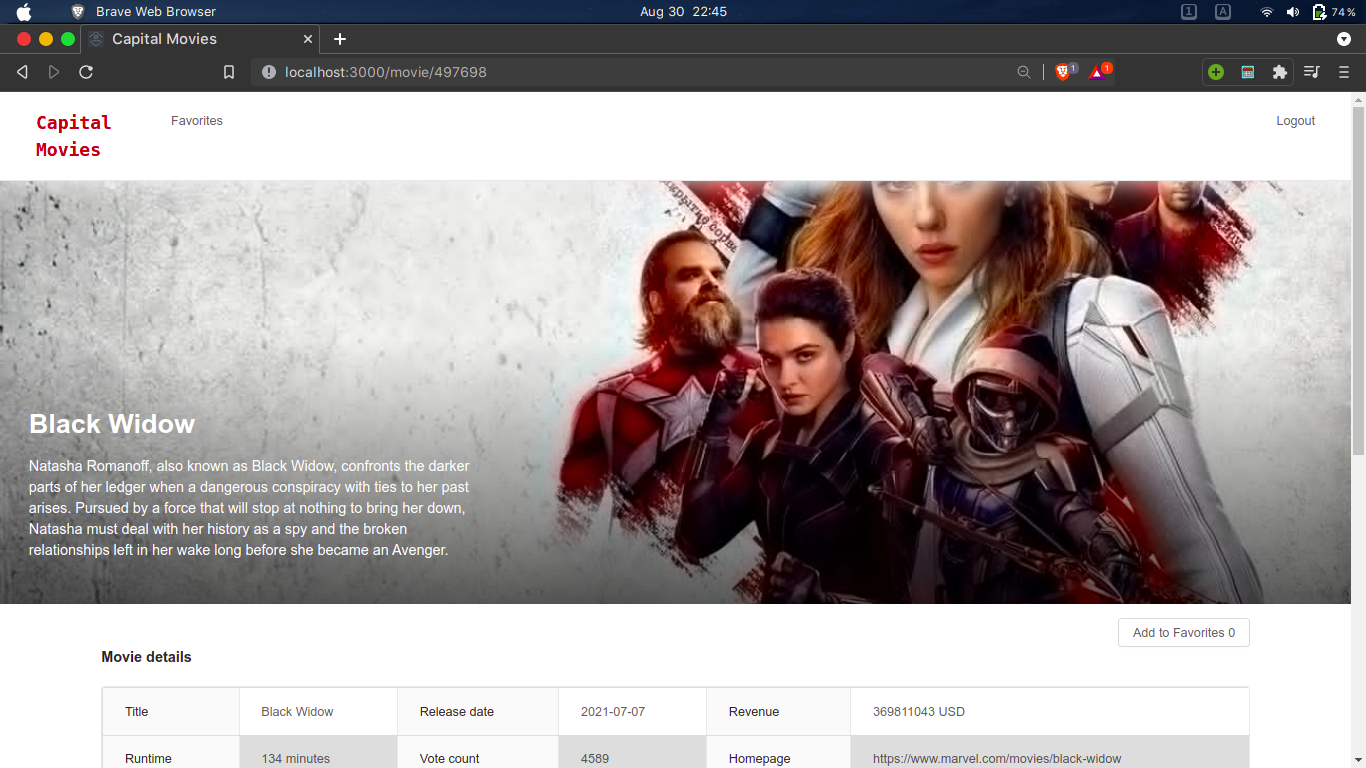 Brave Web Browser
Aug 30 22:45
1
A
74%
Capital Movies
localhost:3000/movie/497698
1
1
Capital
Movies
Favorites
Logout
Black Widow
Natasha Romanoff, also known as Black Widow, confronts the darker
parts of her ledger when a dangerous conspiracy with ties to her past
arises. Pursued by a force that will stop at nothing to bring her down,
Natasha must deal with her history as a spy and the broken
relationships left in her wake long before she became an Avenger.
Add to Favorites 0
Movie details
Title Black Widow Release date 2021-07-07 Revenue 369811043 USD
Runtime 134 minutes Vote count 4589 Homepage https://www.marvel.com/movies/black-widow